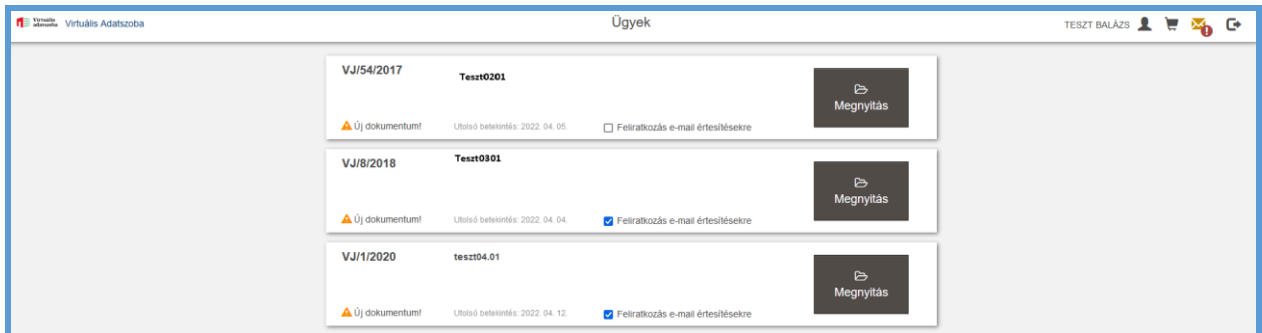 Virtuális adatszoba Virtuális Adatszoba Ügyek TESZT BALÁZS
VJ/54/2017 Teszt0201
Megnyitás
Új dokumentum! Utolsó betekintés: 2022. 04. 05. Feliratkozás e-mail értesítésekre
VJ/8/2018 Teszt0301
Megnyitás
Új dokumentum! Utolsó betekintés: 2022. 04. 04. Feliratkozás e-mail értesítésekre
VJ/1/2020 teszt04.01
Megnyitás
Új dokumentum! Utolsó betekintés: 2022. 04. 12. Feliratkozás e-mail értesítésekre